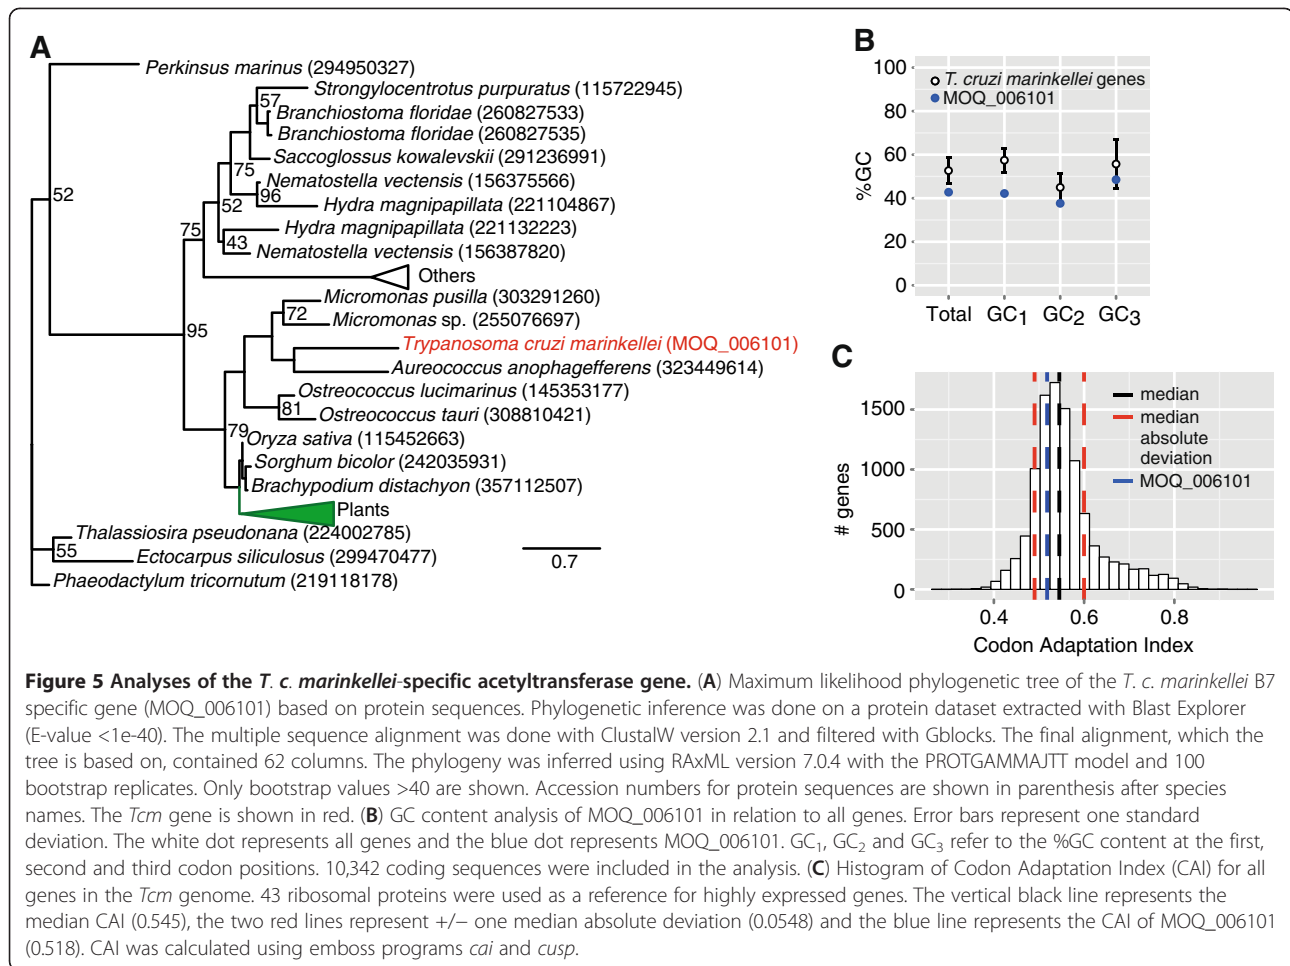 A
Perkinsus marinus (294950327)
Strongylocentrotus purpuratus (115722945)
57
Branchiostoma floridae (260827533)
Branchiostoma floridae (260827535)
Saccoglossus kowalevskii (291236991)
75
Nematostella vectensis (156375566)
96
52
52
Hydra magnipapillata (221104867)
75
Hydra magnipapillata (221132223)
43
Nematostella vectensis (156387820)
Others
Micromonas pusilla (303291260)
72
Micromonas sp. (255076697)
95
Trypanosoma cruzi marinkellei (MOQ_006101)
Aureococcus anophagefferens (323449614)
Ostreococcus lucimarinus (145353177)
81
Ostreococcus tauri (308810421)
79
Oryza sativa (115452663)
Sorghum bicolor (242035931)
Brachypodium distachyon (357112507)
Plants
Thalassiosira pseudonana (224002785)
55
Ectocarpus siliculosus (299470477)
Phaeodactylum tricornutum (219118178)
0.7
B
100
80
60
40
20
0
%GC
T. cruzi marinkellei genes
MOQ_006101
Total GC1 GC2 GC3
C
1500
1000
500
0
# genes
median
median
absolute
deviation
MOQ_006101
0.4 0.6 0.8
Codon Adaptation Index
Figure 5 Analyses of the T. c. marinkellei-specific acetyltransferase gene. (A) Maximum likelihood phylogenetic tree of the T. c. marinkellei B7
specific gene (MOQ_006101) based on protein sequences. Phylogenetic inference was done on a protein dataset extracted with Blast Explorer
(E-value <1e-40). The multiple sequence alignment was done with ClustalW version 2.1 and filtered with Gblocks. The final alignment, which the
tree is based on, contained 62 columns. The phylogeny was inferred using RAxML version 7.0.4 with the PROTGAMMAJTT model and 100
bootstrap replicates. Only bootstrap values >40 are shown. Accession numbers for protein sequences are shown in parenthesis after species
names. The Tcm gene is shown in red. (B) GC content analysis of MOQ_006101 in relation to all genes. Error bars represent one standard
deviation. The white dot represents all genes and the blue dot represents MOQ_006101. GC1, GC2 and GC3 refer to the %GC content at the first,
second and third codon positions. 10,342 coding sequences were included in the analysis. (C) Histogram of Codon Adaptation Index (CAI) for all
genes in the Tcm genome. 43 ribosomal proteins were used as a reference for highly expressed genes. The vertical black line represents the
median CAI (0.545), the two red lines represent +/− one median absolute deviation (0.0548) and the blue line represents the CAI of MOQ_006101
(0.518). CAI was calculated using emboss programs cai and cusp.